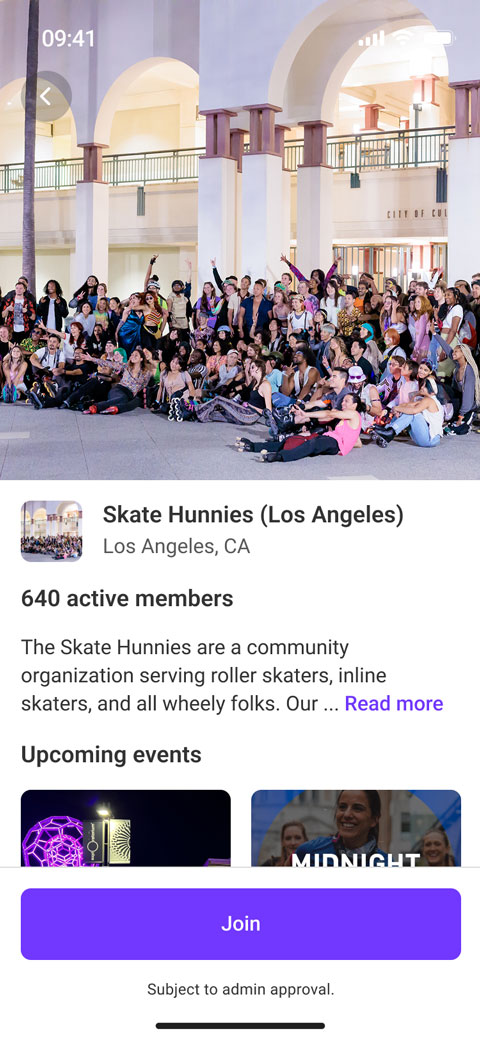 09:41
CITY OF CUL
Skate Hunnies (Los Angeles)
Los Angeles, CA
640 active members
The Skate Hunnies are a community
organization serving roller skaters, inline
skaters, and all wheely folks. Our ... Read more
Upcoming events
MIDNIGHT
Join
Subject to admin approval.